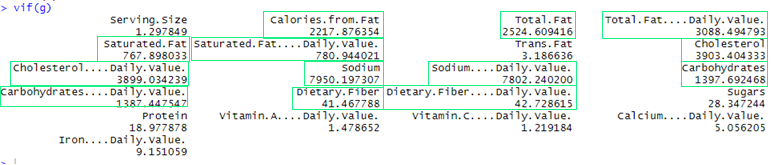 > vif(g)
Serving.Size Calories.from.Fat Total.Fat Total.Fat....Daily.Value.
1.297849 2217.876354 2524.609416 3088.494793
Saturated.Fat Saturated.Fat....Daily.Value. Trans.Fat Cholesterol
767.898033 780.944021 3.186636 3903.404333
Cholesterol....Daily.Value. Sodium Sodium....Daily.Value. Carbohydrates
3899.034239 7950.197307 7802.240200 1397.692468
Carbohydrates....Daily.Value. Dietary.Fiber Dietary.Fiber....Daily.Value. Sugars
1387.447547 41.467788 42.728615 28.347244
Protein Vitamin.A....Daily.Value. Vitamin.C....Daily.Value. Calcium....Daily.Value.
18.977878 1.478652 1.219184 5.056205
Iron....Daily.Value.
9.151059
>